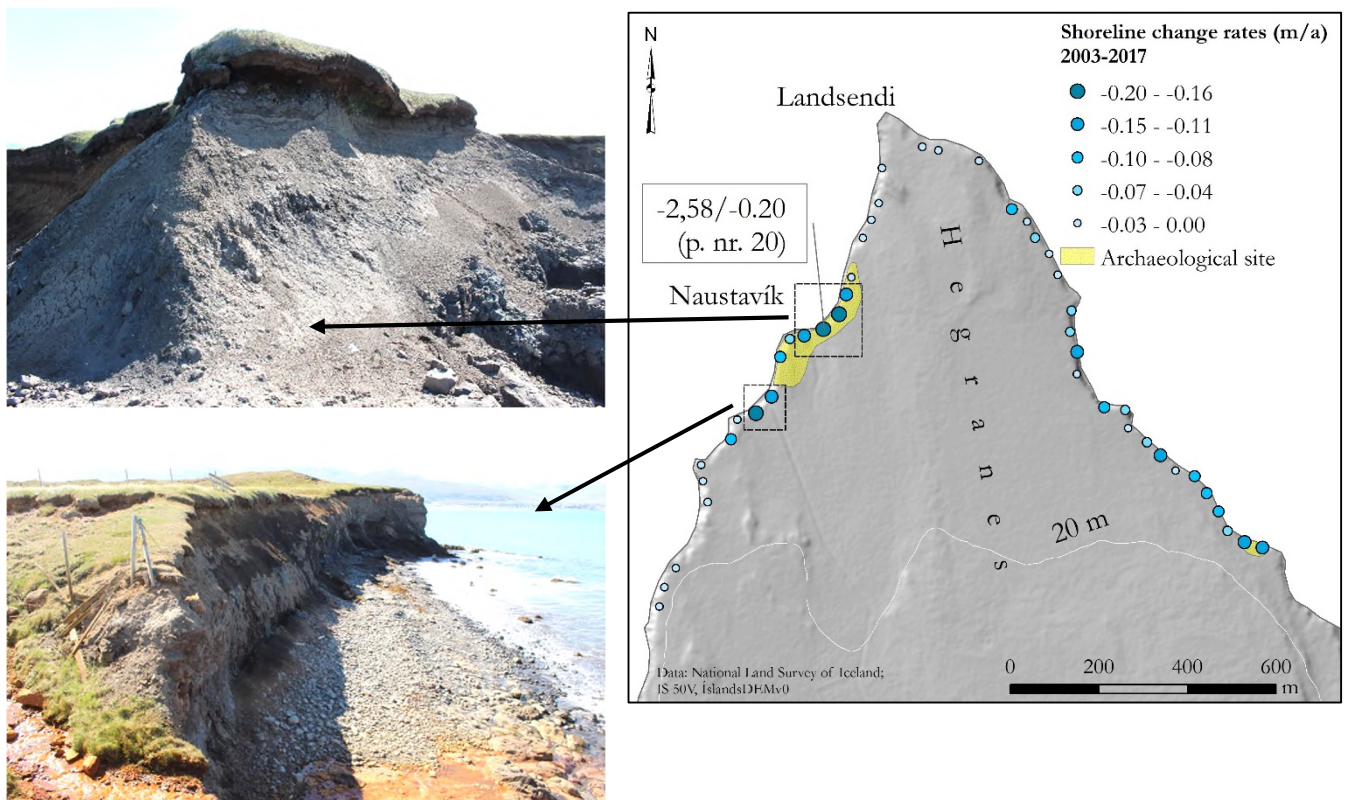 N
Landsendi
Shoreline change rates (m/a)
2003-2017
-0.20 - -0.16
-0.15 - -0.11
-0.10 - -0.08
-0.07 - -0.04
-0.03 - 0.00
Archaeological site
-2,58/-0.20
(p. nr. 20)
Naustavík
Hegranes
20 m
Data: National Land Survey of Iceland;
IS 50V, ÍslandsDEMv0
0 200 400 600
m